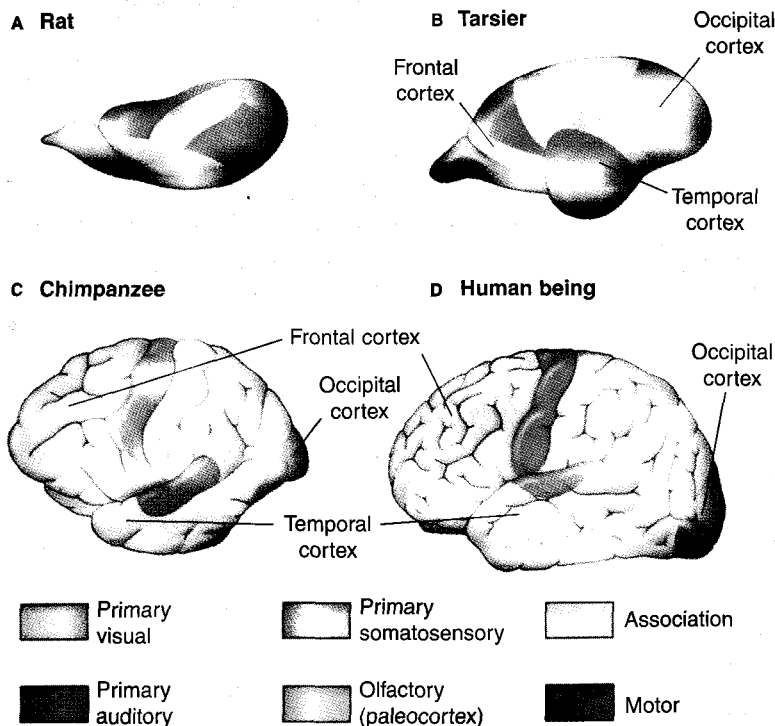 A Rat
B Tarsier
Occipital
cortex
Frontal
cortex
Temporal
cortex
C Chimpanzee
D Human being
Frontal cortex
Occipital
cortex
Occipital
cortex
Temporal
cortex
Primary
visual
Primary
somatosensory
Association
Primary
auditory
Olfactory
(paleocortex)
Motor